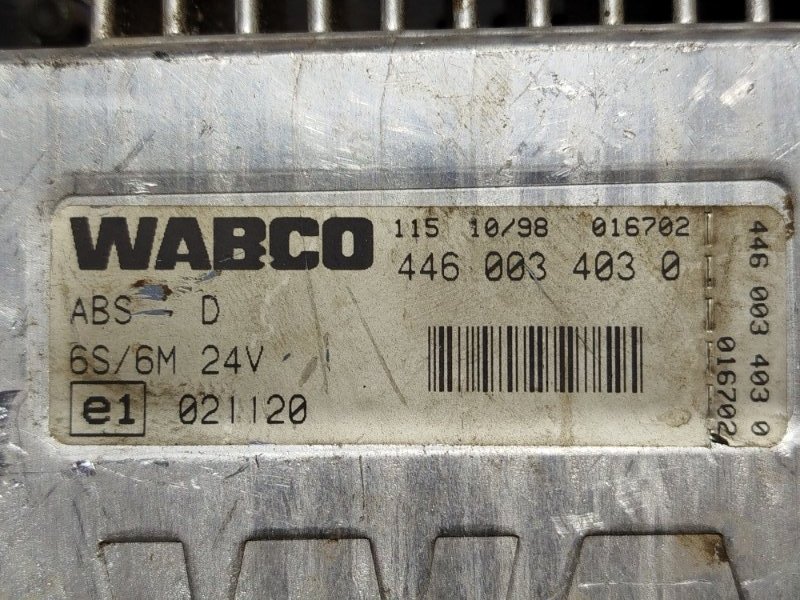 WABCO 115 10/98 016702
446 003 403 0
ABS - D
6S/6M 24V
e1 021120
446 003 403 0
016702